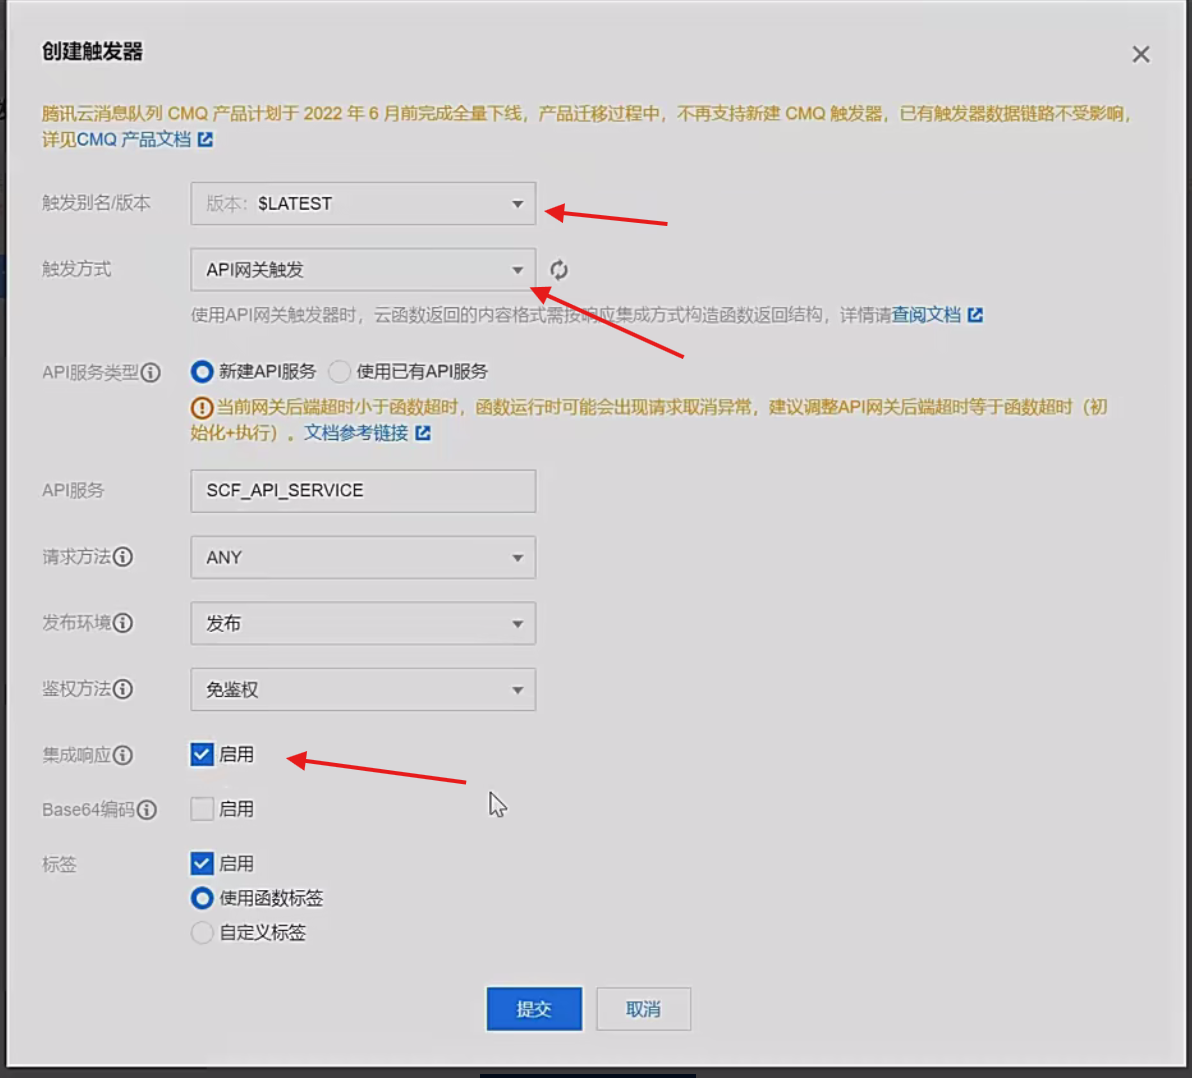 创建触发器
腾讯云消息队列 CMQ 产品计划于 2022 年 6 月前完成全量下线，产品迁移过程中，不再支持新建 CMQ 触发器，已有触发器数据链路不受影响，
详见CMQ 产品文档
触发别名/版本 版本： $LATEST
触发方式 API网关触发
使用API网关触发器时，云函数返回的内容格式需按响应集成方式构造函数返回结构，详情请查阅文档
API服务类型 新建API服务 使用已有API服务
当前网关后端超时小于函数超时，函数运行时可能会出现请求取消异常，建议调整API网关后端超时等于函数超时（初
始化+执行）。文档参考链接
API服务 SCF_API_SERVICE
请求方法 ANY
发布环境 发布
鉴权方法 免鉴权
集成响应 启用
Base64编码 启用
标签 启用
使用函数标签
自定义标签
提交 取消